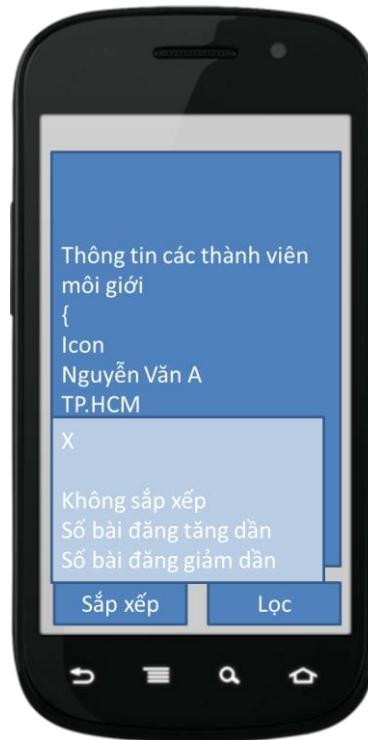 Thông tin các thành viên
môi giới
{
Icon
Nguyễn Văn A
TP.HCM
X
Không sắp xếp
Số bài đăng tăng dần
Số bài đăng giảm dần
Sắp xếp
Lọc